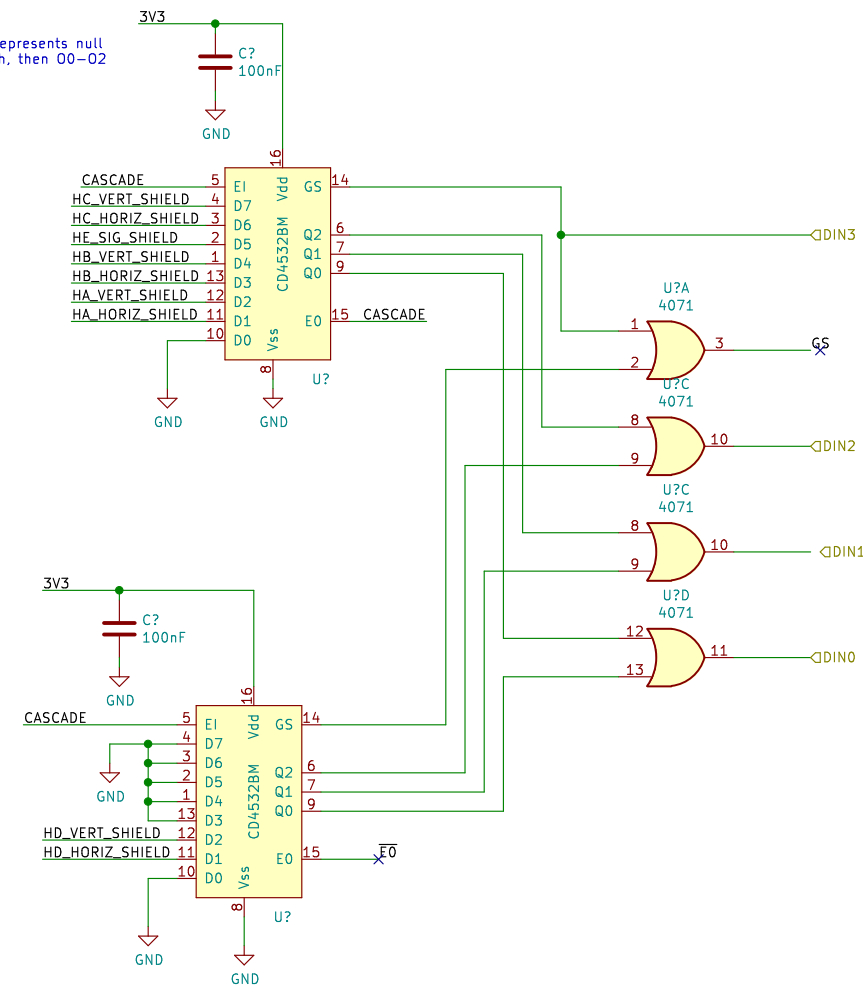 3V3
epresents null
h, then 00-02
C?
100nF
GND
16
CASCADE 5 EI Vdd GS 14
HC_VERT_SHIELD 4 D7
HC_HORIZ_SHIELD 3 D6
HE_SIG_SHIELD 2 D5 Q2 6 DIN3
HB_VERT_SHIELD 1 D4 CD4532BM Q1 7
HB_HORIZ_SHIELD 13 D3 Q0 9
HA_VERT_SHIELD 12 D2
HA_HORIZ_SHIELD 11 D1 E0 15 CASCADE
10 D0 Vss
8
U?
GND
GND
U?A
4071
1
2
3
GS
U?C
4071
8
9
10
DIN2
U?C
4071
8
9
10
DIN1
U?D
4071
12
13
11
DIN0
3V3
C?
100nF
GND
16
CASCADE 5 EI Vdd GS 14
4 D7
3 D6
2 D5 Q2 6
GND
1 D4 CD4532BM Q1 7
13 D3 Q0 9
HD_VERT_SHIELD 12 D2
HD_HORIZ_SHIELD 11 D1 E0 15 E0
10 D0 Vss
8
U?
GND
GND